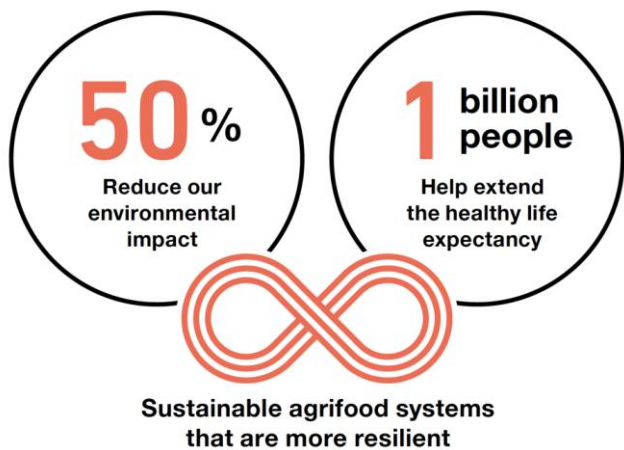 50 %
Reduce our
environmental
impact
1 billion
people
Help extend
the healthy life
expectancy
Sustainable agrifood systems
that are more resilient